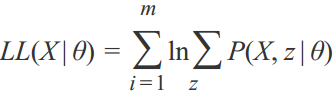 LL(X|θ) = ∑_{i=1}^{m} ln ∑_{z} P(X, z|θ)